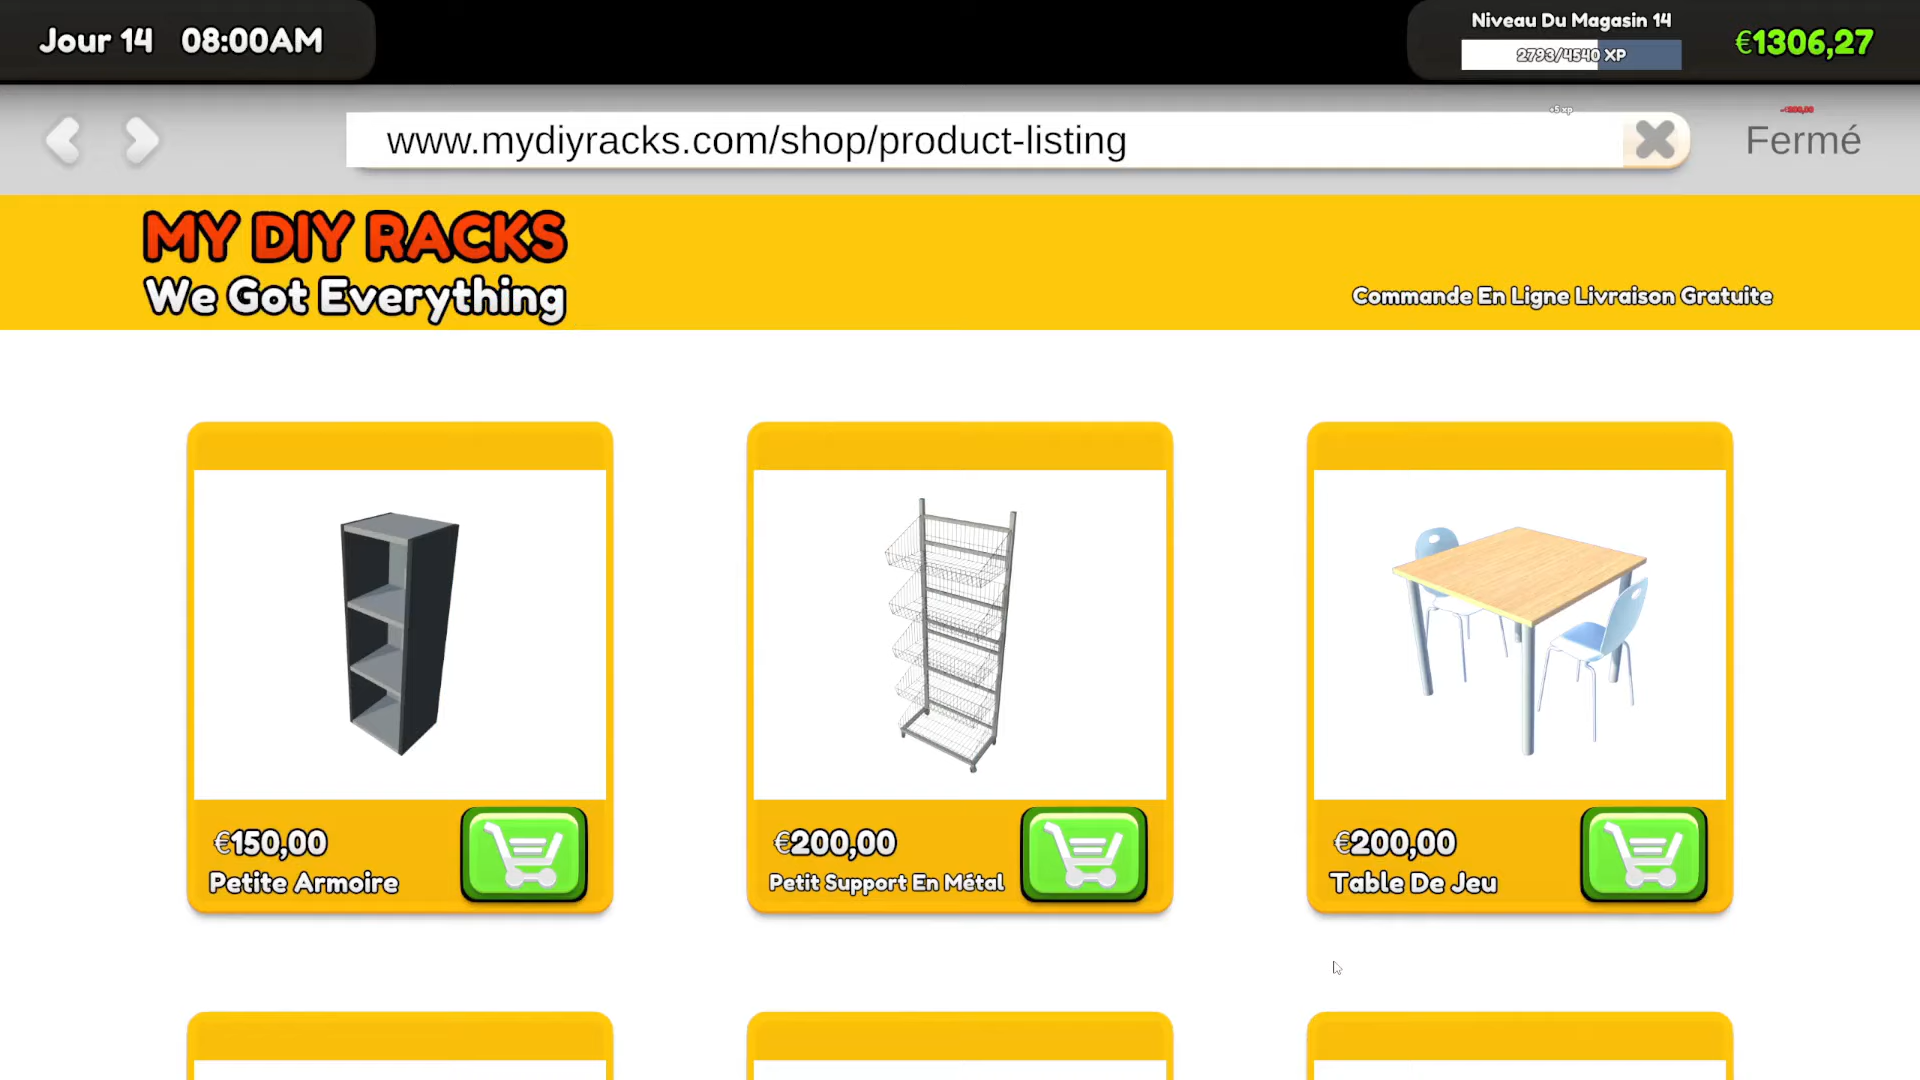 Jour 14 08:00AM
Niveau Du Magasin 14
2793/4540 XP
€1306,27
+5 xp
www.mydiyracks.com/shop/product-listing
Fermé
MY DIY RACKS
We Got Everything
Commande En Ligne Livraison Gratuite
€150,00
Petite Armoire
€200,00
Petit Support En Métal
€200,00
Table De Jeu